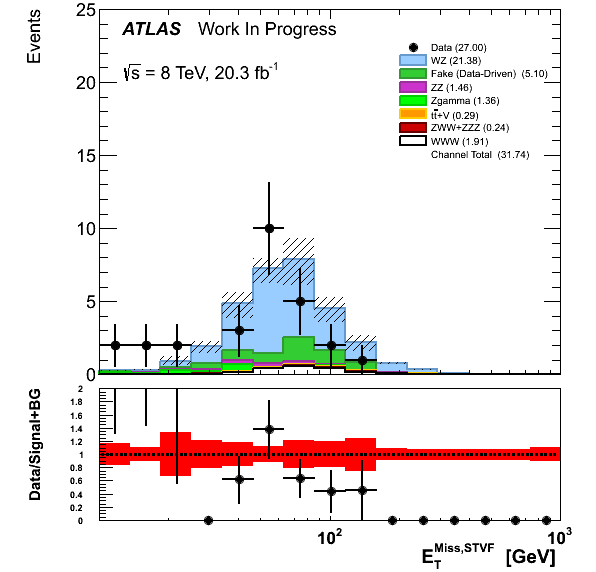 Events
25
20
15
10
5
0
ATLAS Work In Progress
√s = 8 TeV, 20.3 fb⁻¹
Data (27.00)
WZ (21.38)
Fake (Data-Driven) (5.10)
ZZ (1.46)
Zgamma (1.36)
tt̄+V (0.29)
ZWW+ZZZ (0.24)
WWW (1.91)
Channel Total (31.74)
Data/Signal+BG
2
1.8
1.6
1.4
1.2
1
0.8
0.6
0.4
0.2
0
10² 10³
E_T^Miss,STVF [GeV]